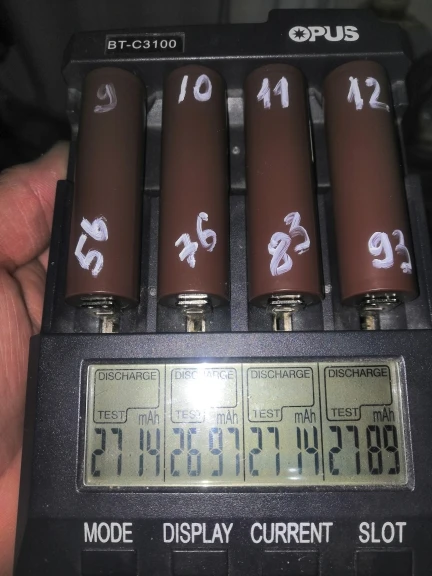 BT-C3100 OPUS
9 10 11 12
56 76 83 93
DISCHARGE DISCHARGE DISCHARGE DISCHARGE
TEST mAh TEST mAh TEST mAh TEST mAh
2714 2697 2714 2789
MODE DISPLAY CURRENT SLOT